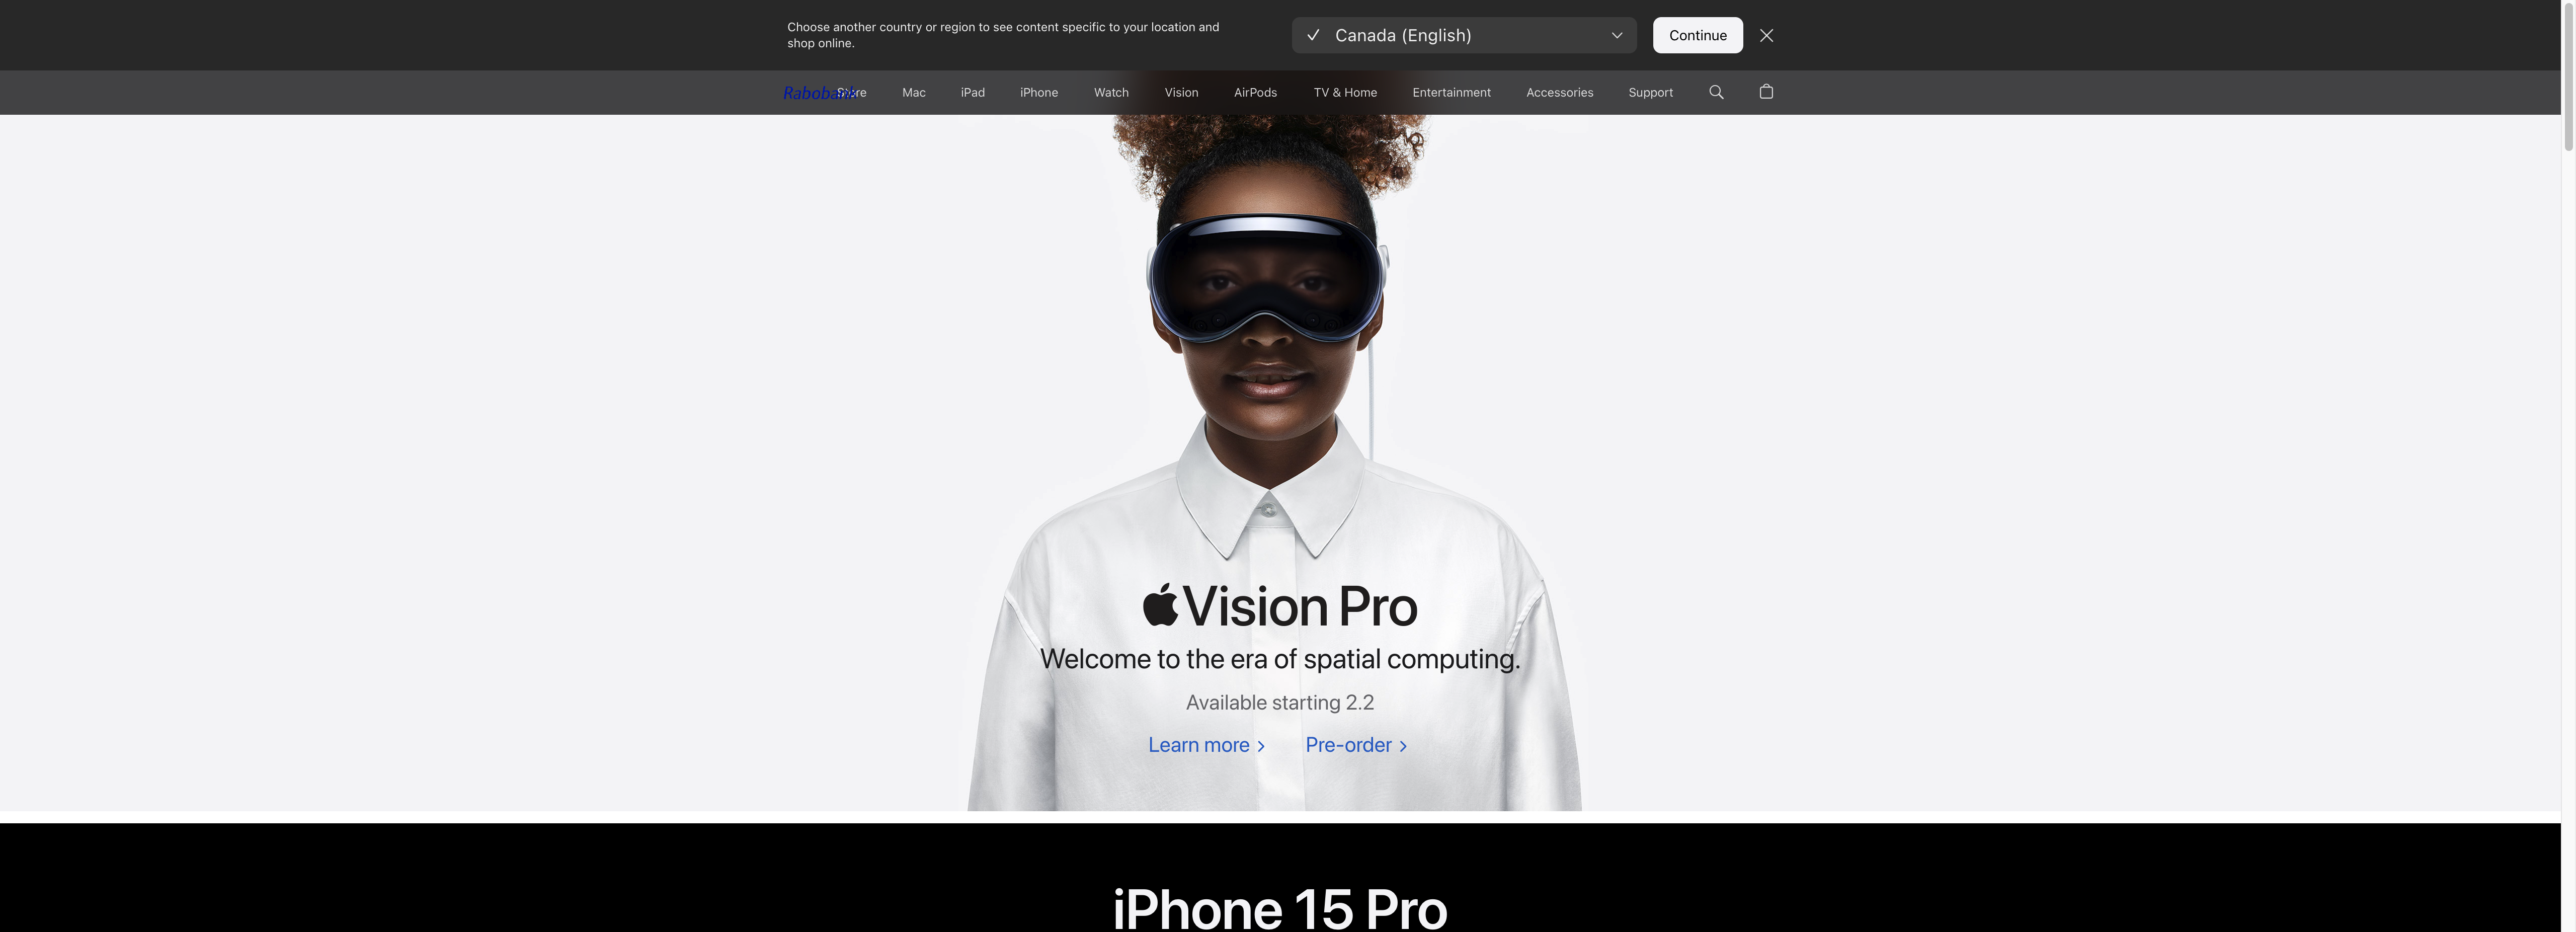 Choose another country or region to see content specific to your location and
shop online.
Canada (English)
Continue
Rabobank
Store
Mac
iPad
iPhone
Watch
Vision
AirPods
TV & Home
Entertainment
Accessories
Support
Vision Pro
Welcome to the era of spatial computing.
Available starting 2.2
Learn more
Pre-order
iPhone 15 Pro